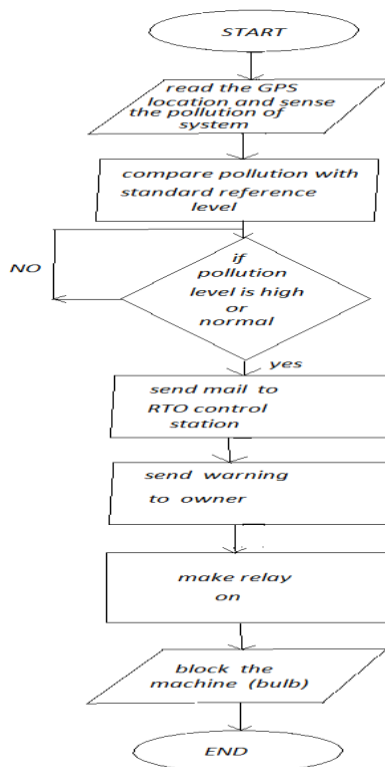 START
read the GPS
location and sense
the pollution of
system
compare pollution with
standard reference
level
if
pollution
level is high
or
normal
NO
yes
send mail to
RTO control
station
send warning
to owner
make relay
on
block the
machine (bulb)
END